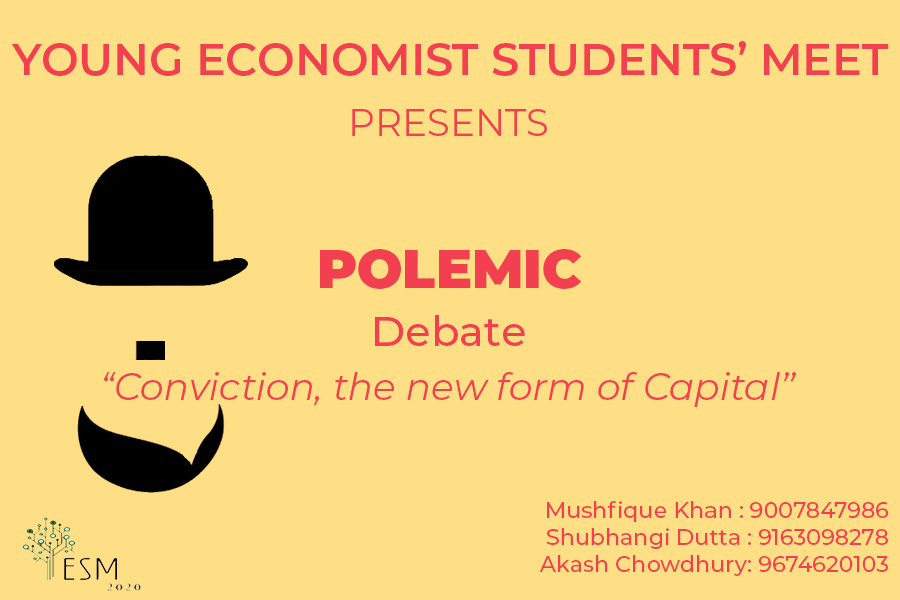 YOUNG ECONOMIST STUDENTS’ MEET
PRESENTS
POLEMIC
Debate
“Conviction, the new form of Capital”
Mushfique Khan : 9007847986
Shubhangi Dutta : 9163098278
Akash Chowdhury: 9674620103
ESM
2020